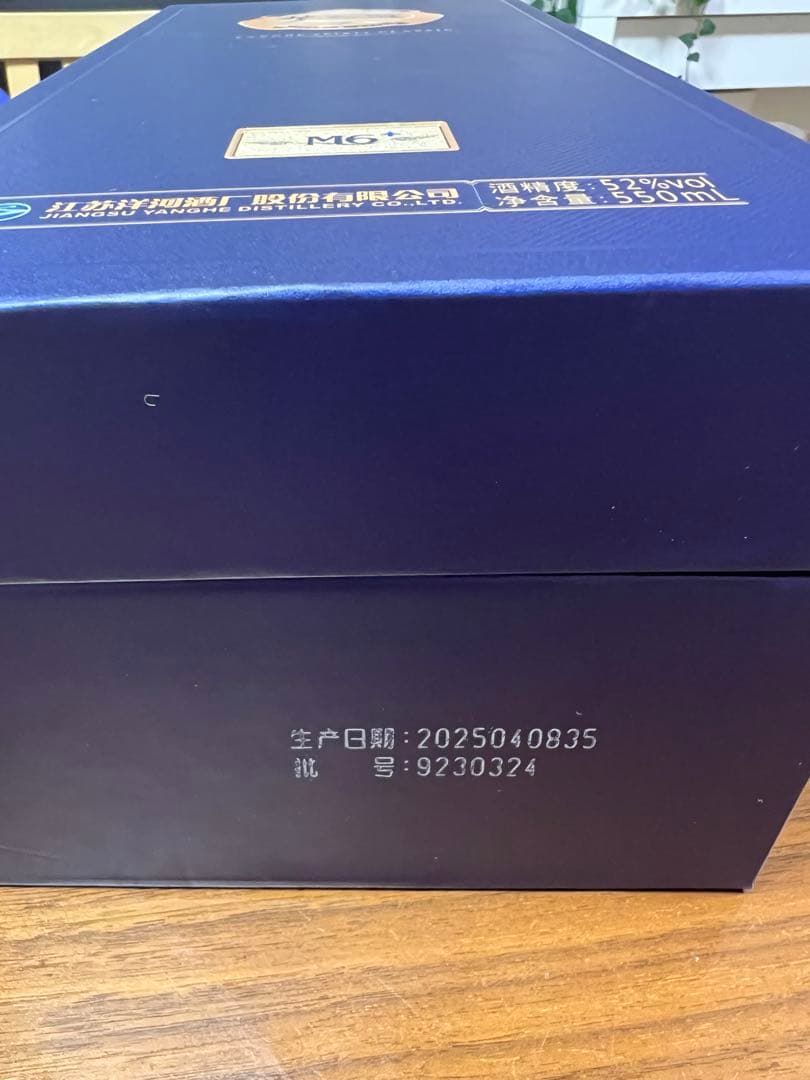 M6+
江苏洋河酒厂股份有限公司
JIANGSU YANGHE DISTILLERY CO.,LTD.
酒精度:52%vol
净含量:550mL
生产日期:2025040835
批 号:9230324